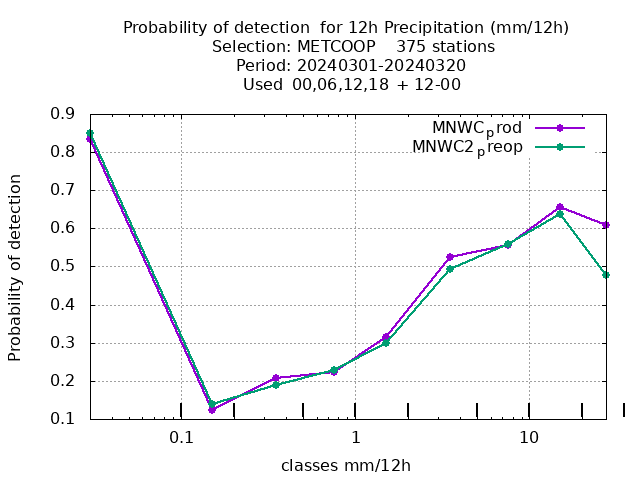 Probability of detection  for 12h Precipitation (mm/12h)
Selection: METCOOP    375 stations
Period: 20240301-20240320
Used  00,06,12,18  + 12-00
MNWC_prod
MNWC2_preop
0.9
0.8
0.7
0.6
0.5
0.4
0.3
0.2
0.1
Probability of detection
0.1 1 10
classes mm/12h